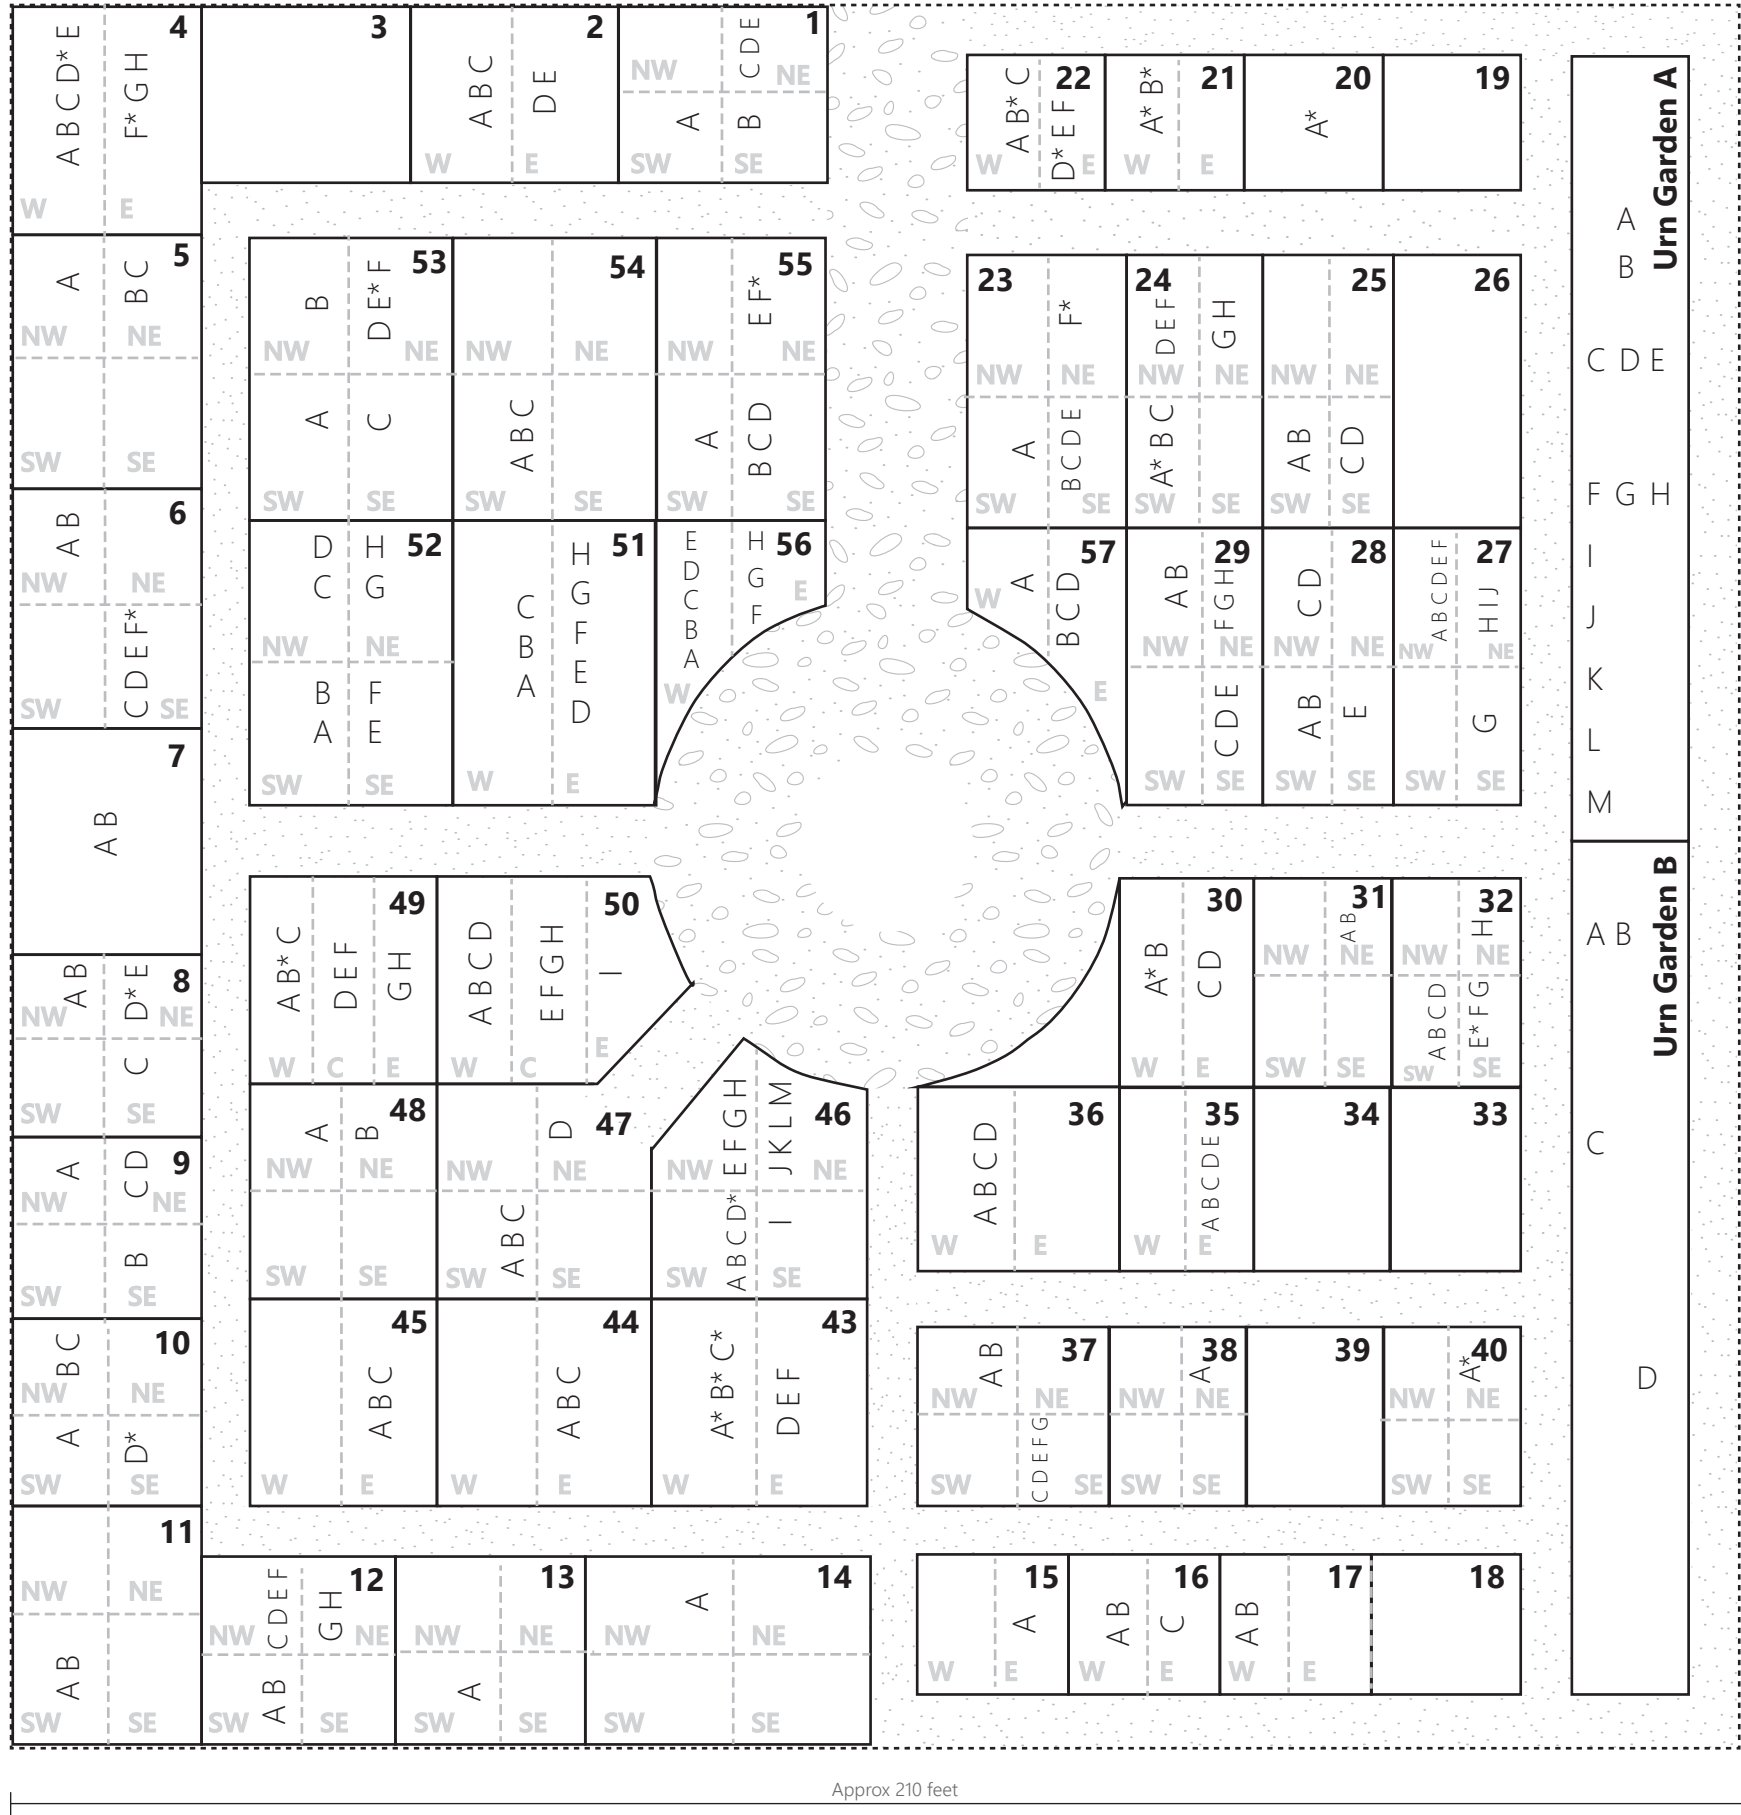 4
A B C D* E
F* G H
W
E
3
2
A B C
D E
W
E
1
NW
C D E
NE
A
B
SW
SE
22
A B* C
D* E F
W
E
21
A* B*
W
E
20
A*
19
Urn Garden A
A
B
C D E
F G H
I
J
K
L
M
5
A
B C
NW
NE
SW
SE
53
B
D E* F
NW
NE
A
C
SW
SE
54
NW
NE
A B C
SW
SE
55
E F*
NW
NE
A
B C D
SW
SE
23
F*
NW
NE
A
B C D E
SW
SE
24
D E F
G H
NW
NE
A* B C
SW
SE
25
NW
NE
A B
C D
SW
SE
26
6
A B
NW
NE
C D E F*
SW
SE
52
D
C
H
G
NW
NE
B
A
F
E
SW
SE
51
C
B
A
H
G
F
E
D
W
E
56
E
D
C
B
A
H
G
F
W
E
57
A
B C D
W
E
29
A B
F G H
NW
NE
C D E
SW
SE
28
C D
NW
NE
A B
E
SW
SE
27
A B C D E F
H I J
NW
NE
G
SW
SE
7
A B
8
A B
D* E
NW
NE
C
SW
SE
49
A B* C
D E F
G H
W
C
E
50
A B C D
E F G H
I
W
C
E
30
A* B
C D
W
E
31
A B
NW
NE
SW
SE
32
H
NW
NE
A B C D
E* F G
SW
SE
Urn Garden B
A B
C
D
9
A
C D
NW
NE
B
SW
SE
48
A
B
NW
NE
SW
SE
47
D
NW
NE
A B C
SW
SE
46
E F G H
J K L M
NW
NE
A B C D*
I
SW
SE
36
A B C D
W
E
35
A B C D E
W
E
34
33
10
B C
NW
NE
A
D*
SW
SE
45
A B C
W
E
44
A B C
W
E
43
A* B* C*
D E F
W
E
37
A B
NW
NE
C D E F G
SW
SE
38
A
NW
NE
SW
SE
39
40
A*
NW
NE
SW
SE
11
NW
NE
A B
SW
SE
12
C D E F
G H
NW
NE
A B
SW
SE
13
NW
NE
A
SW
SE
14
A
NW
NE
SW
SE
15
A
W
E
16
A B
C
W
E
17
A B
W
E
18
Approx 210 feet